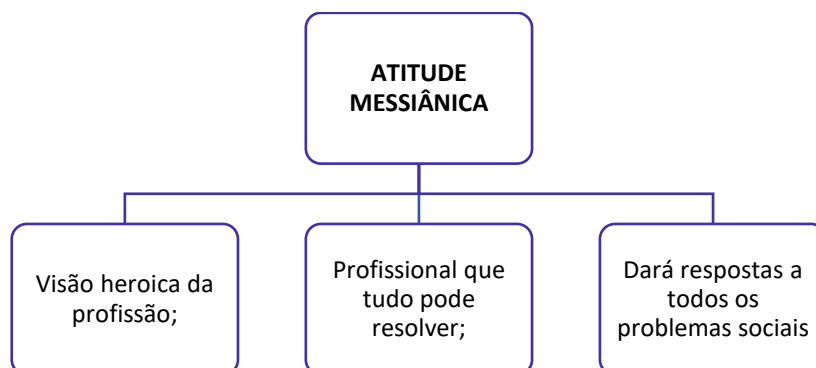 ATITUDE
MESSIÂNICA
Visão heroica da
profissão;
Profissional que
tudo pode
resolver;
Dará respostas a
todos os
problemas sociais